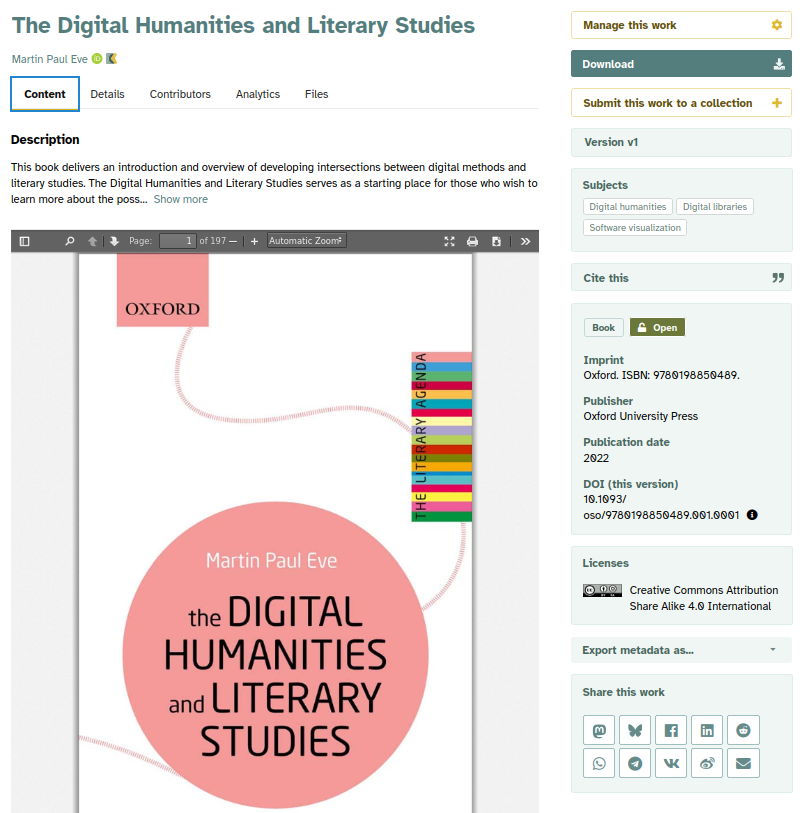 The Digital Humanities and Literary Studies
Martin Paul Eve
Content Details Contributors Analytics Files
Description
This book delivers an introduction and overview of developing intersections between digital methods and
literary studies. The Digital Humanities and Literary Studies serves as a starting place for those who wish to
learn more about the poss... Show more
Page: 1 of 197 Automatic Zoom
OXFORD
THE LITERARY AGENDA
Martin Paul Eve
the DIGITAL
HUMANITIES
and LITERARY
STUDIES
Manage this work
Download
Submit this work to a collection
Version v1
Subjects
Digital humanities Digital libraries
Software visualization
Cite this
Book Open
Imprint
Oxford. ISBN: 9780198850489.
Publisher
Oxford University Press
Publication date
2022
DOI (this version)
10.1093/
oso/9780198850489.001.0001
Licenses
Creative Commons Attribution
Share Alike 4.0 International
Export metadata as...
Share this work